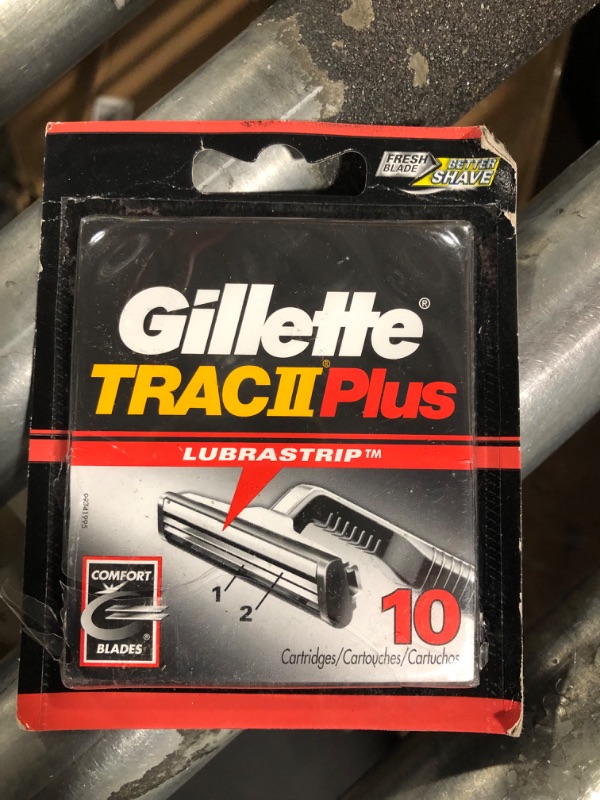 FRESH BLADE
BETTER SHAVE
Gillette®
TRACII® Plus
LUBRASTRIP™
COMFORT
BLADES®
1
2
10
Cartridges/Cartouches/Cartuchos